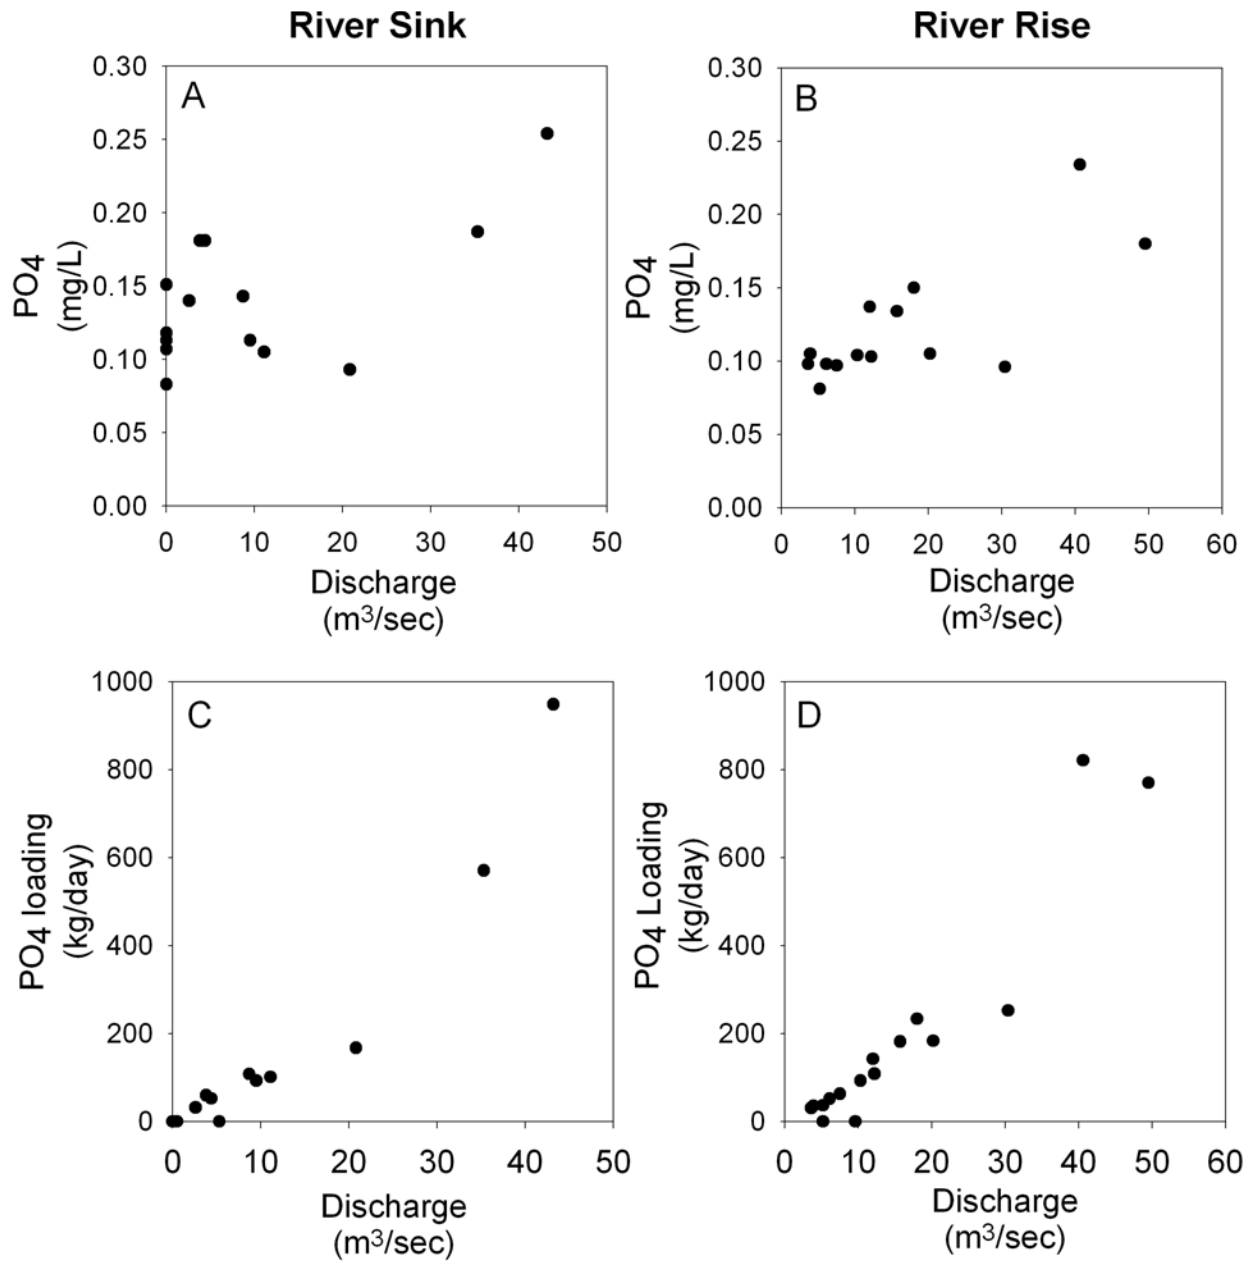 River Sink
River Rise
A
0.30
0.25
0.20
0.15
0.10
0.05
0.00
PO4
(mg/L)
0 10 20 30 40 50
Discharge
(m3/sec)
B
0.30
0.25
0.20
0.15
0.10
0.05
0.00
PO4
(mg/L)
0 10 20 30 40 50 60
Discharge
(m3/sec)
C
1000
800
600
400
200
0
PO4 loading
(kg/day)
0 10 20 30 40 50
Discharge
(m3/sec)
D
1000
800
600
400
200
0
PO4 Loading
(kg/day)
0 10 20 30 40 50 60
Discharge
(m3/sec)